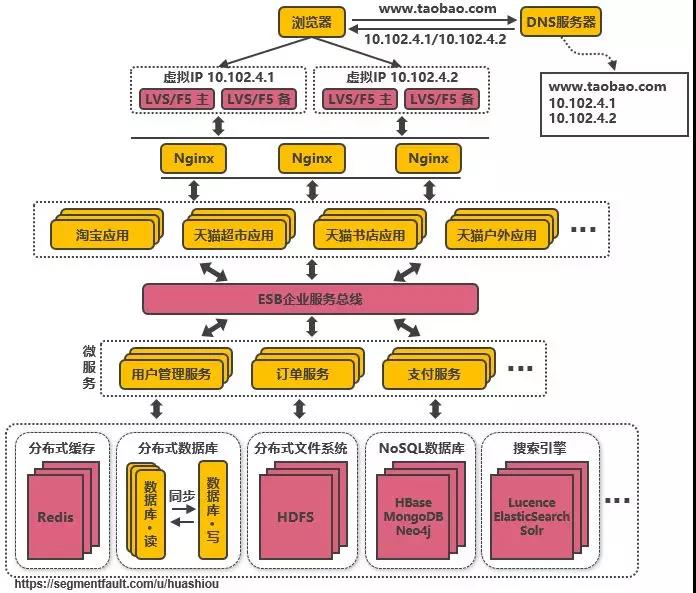 www.taobao.com
浏览器
DNS服务器
10.102.4.1/10.102.4.2
虚拟IP 10.102.4.1
虚拟IP 10.102.4.2
LVS/F5 主
LVS/F5 备
LVS/F5 主
LVS/F5 备
www.taobao.com
10.102.4.1
10.102.4.2
Nginx
Nginx
Nginx
淘宝应用
天猫超市应用
天猫书店应用
天猫户外应用
...
ESB企业服务总线
微服务
用户管理服务
订单服务
支付服务
...
分布式缓存
Redis
分布式数据库
数据库·读
同步
数据库·写
分布式文件系统
HDFS
NoSQL数据库
HBase
MongoDB
Neo4j
搜索引擎
Lucence
ElasticSearch
Solr
...
https://segmentfault.com/u/huashiou